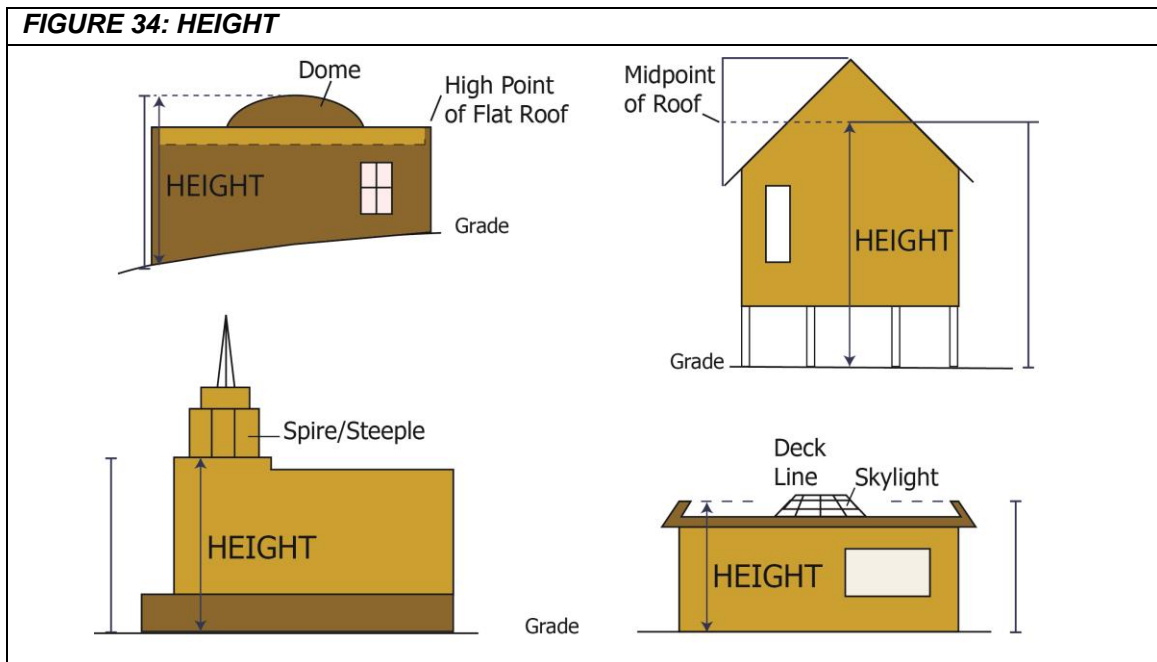 FIGURE 34: HEIGHT
Dome
High Point
of Flat Roof
HEIGHT
Grade
Midpoint
of Roof
HEIGHT
Grade
Spire/Steeple
HEIGHT
Grade
Deck
Line
Skylight
HEIGHT